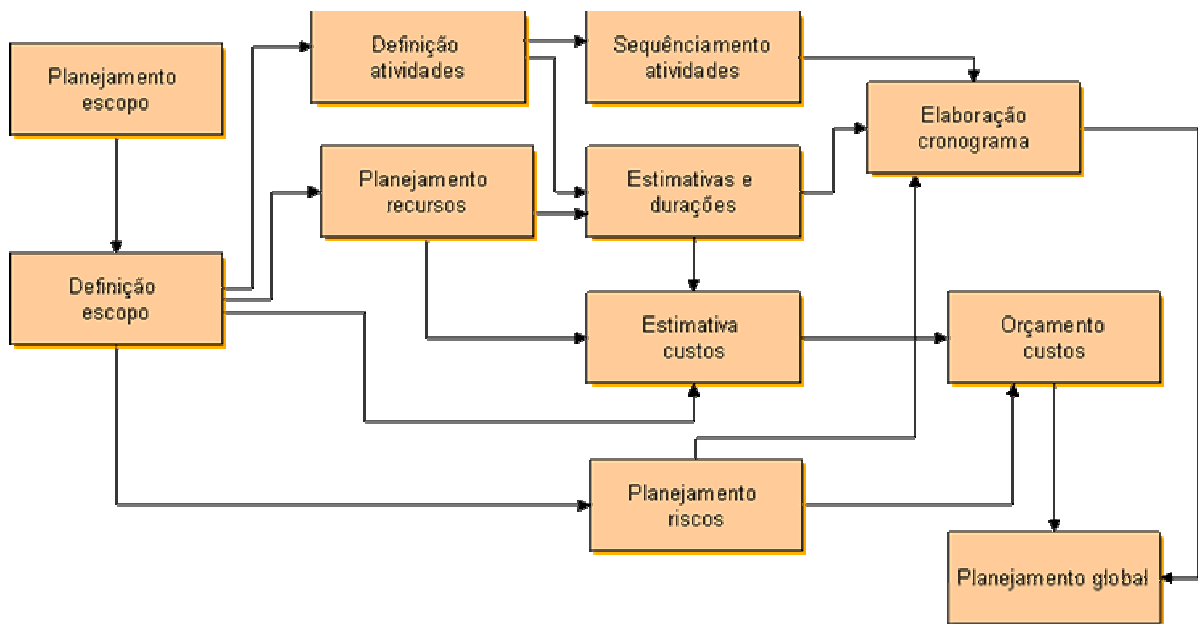 Planejamento
escopo
Definição
atividades
Sequênciamento
atividades
Elaboração
cronograma
Planejamento
recursos
Estimativas e
durações
Definição
escopo
Estimativa
custos
Orçamento
custos
Planejamento
riscos
Planejamento global